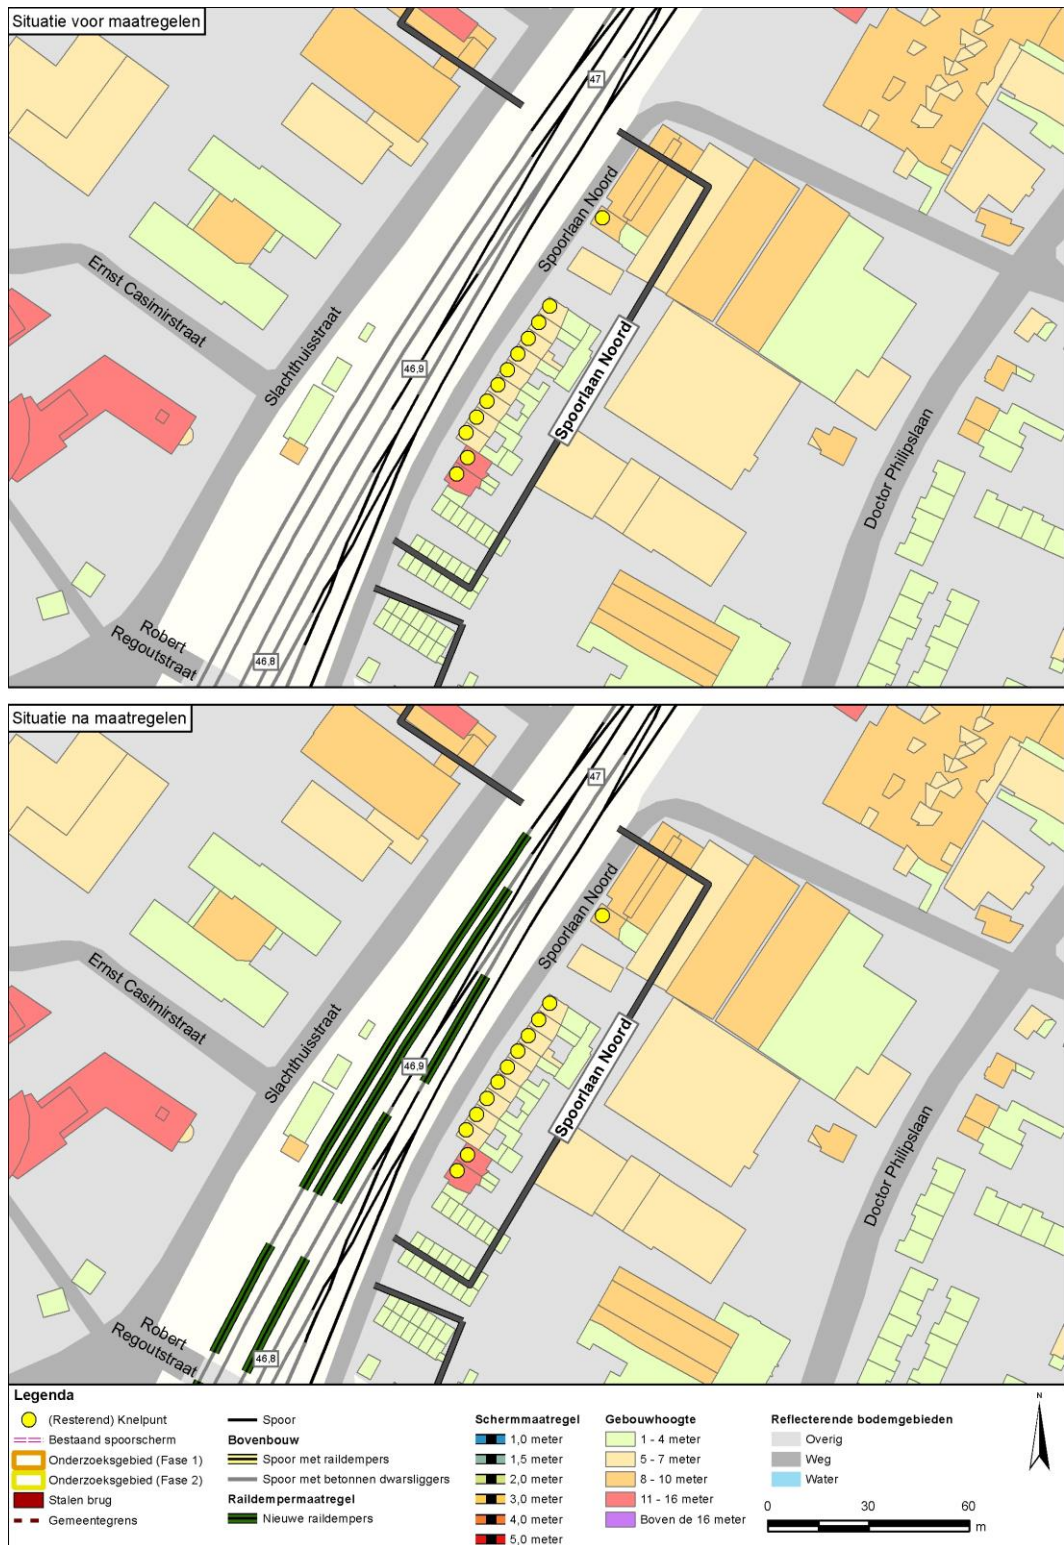 Situatie voor maatregelen
47
Spoorlaan Noord
Ernst Casimirstraat
Slachthuisstraat
46,9
Spoorlaan Noord
Doctor Philipslaan
Robert
Regoutstraat
46,8
Situatie na maatregelen
47
Spoorlaan Noord
Ernst Casimirstraat
Slachthuisstraat
46,9
Spoorlaan Noord
Doctor Philipslaan
Robert
Regoutstraat
46,8
Legenda
(Resterend) Knelpunt
Bestaand spoorscherm
Onderzoeksgebied (Fase 1)
Onderzoeksgebied (Fase 2)
Stalen brug
Gemeentegrens
Spoor
Bovenbouw
Spoor met raildempers
Spoor met betonnen dwarsliggers
Raildempermaatregel
Nieuwe raildempers
Schermmaatregel
1,0 meter
1,5 meter
2,0 meter
3,0 meter
4,0 meter
5,0 meter
Gebouwhoogte
1 - 4 meter
5 - 7 meter
8 - 10 meter
11 - 16 meter
Boven de 16 meter
Reflecterende bodemgebieden
Overig
Weg
Water
N
0 30 60
m